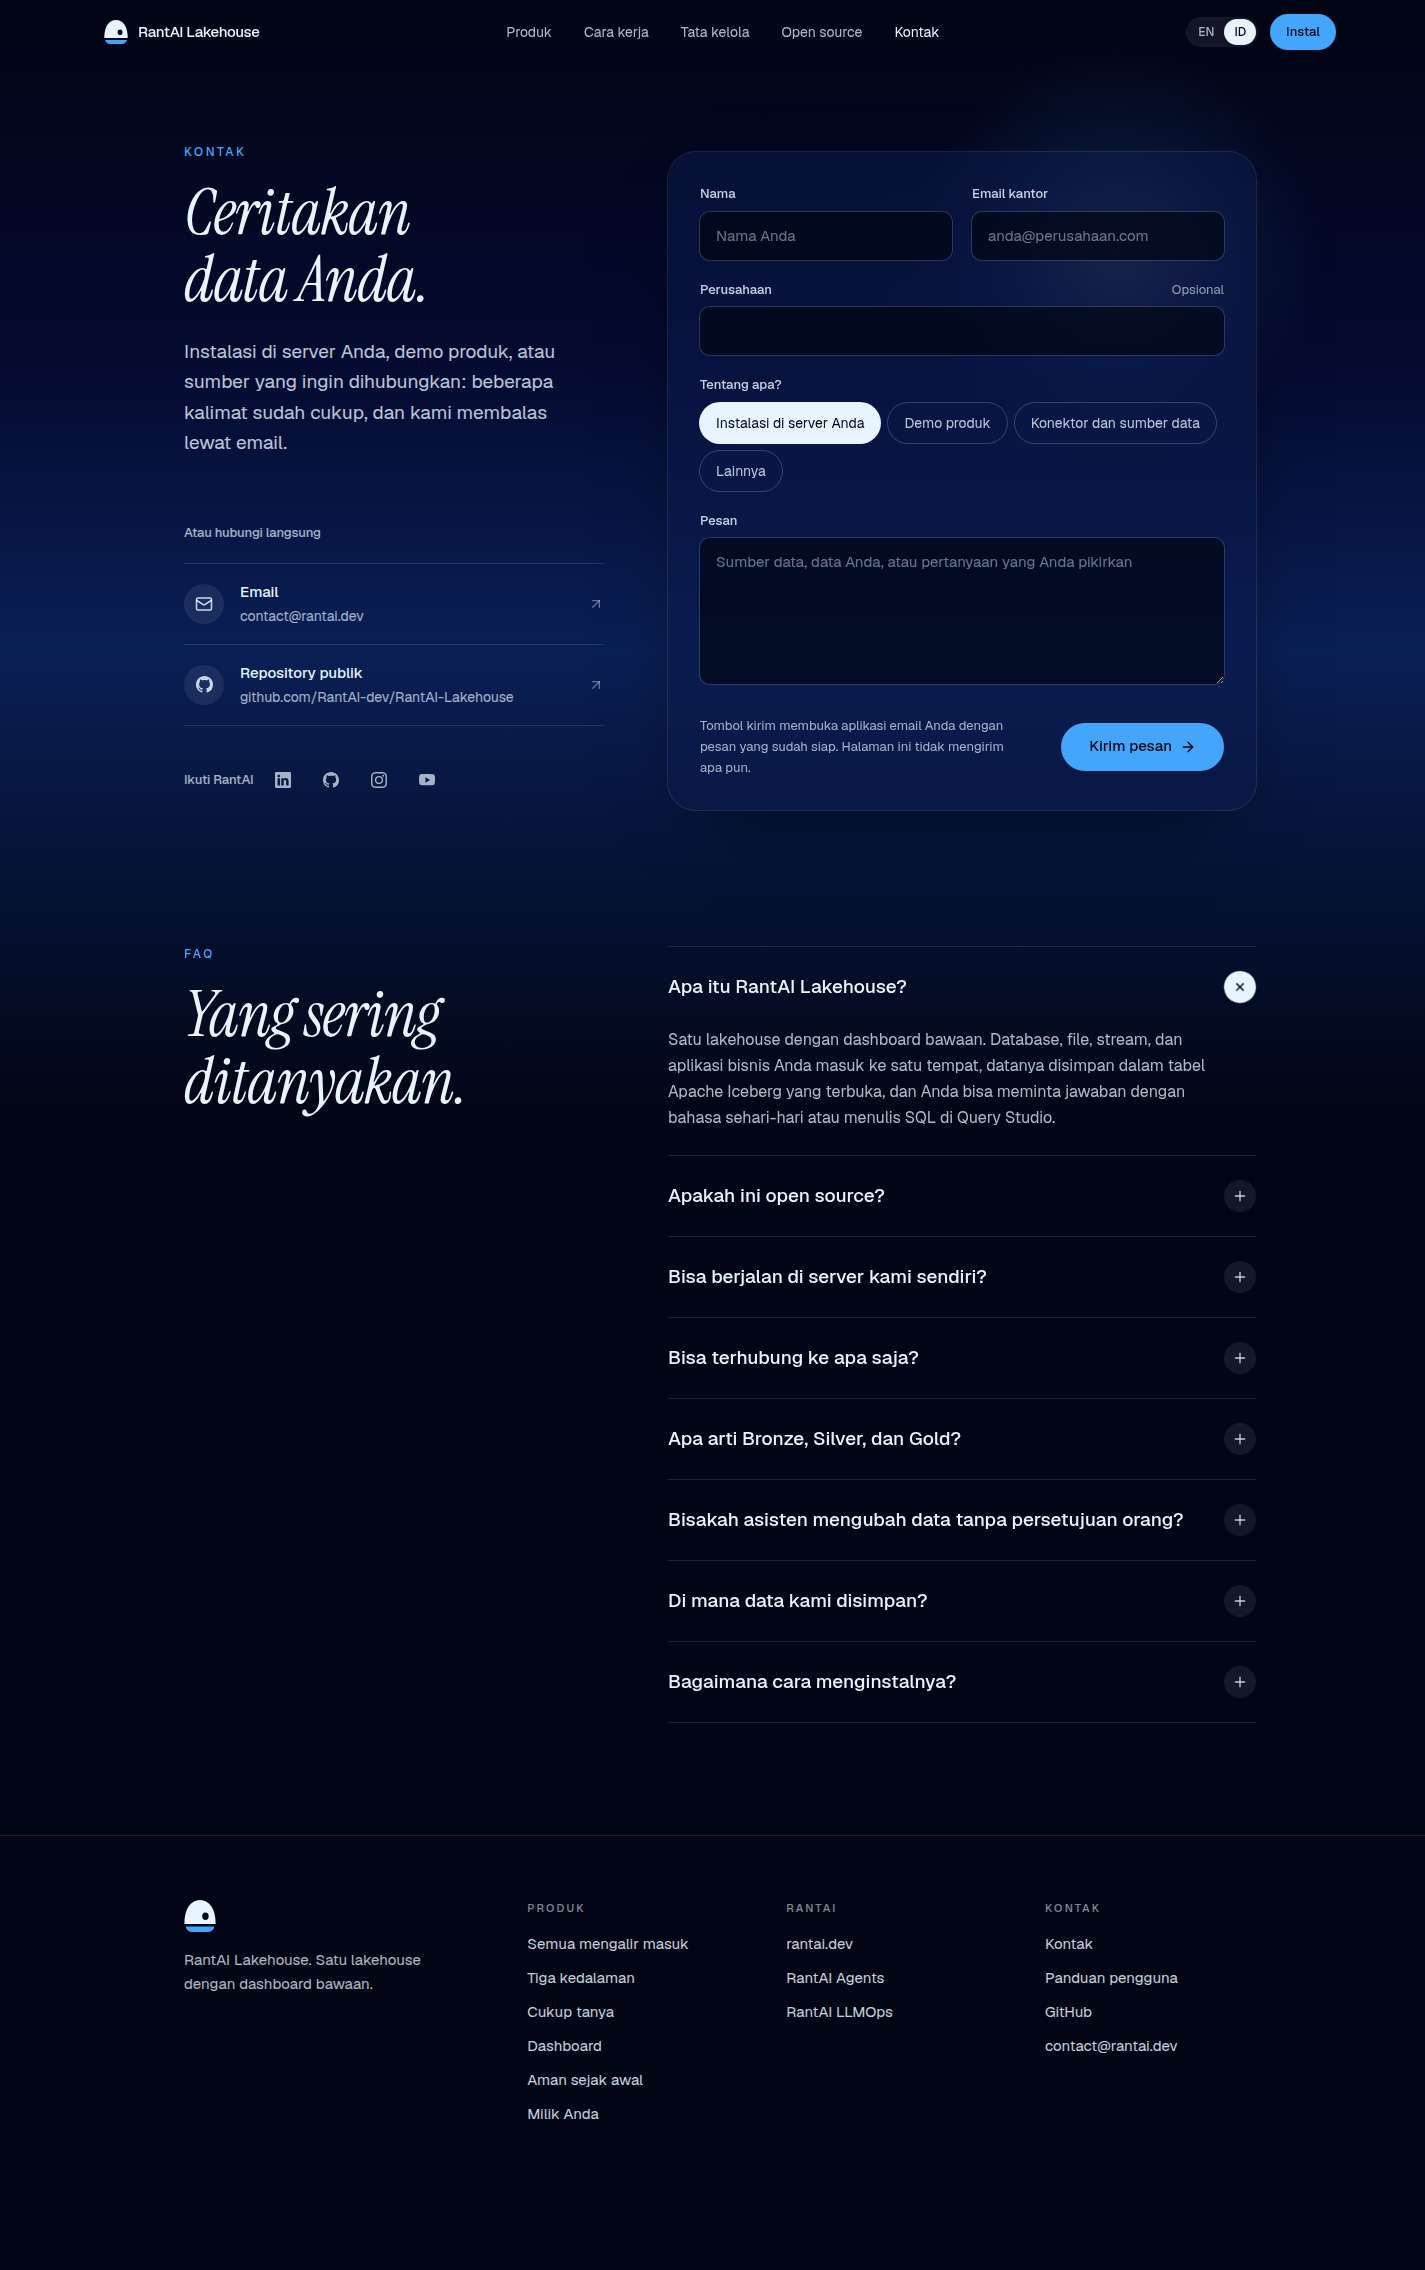 RantAI Lakehouse
Produk
Cara kerja
Tata kelola
Open source
Kontak
EN
ID
Instal
KONTAK
Ceritakan
data Anda.
Instalasi di server Anda, demo produk, atau
sumber yang ingin dihubungkan: beberapa
kalimat sudah cukup, dan kami membalas
lewat email.
Atau hubungi langsung
Email
contact@rantai.dev
Repository publik
github.com/RantAI-dev/RantAI-Lakehouse
Ikuti RantAI
Nama
Email kantor
Nama Anda
anda@perusahaan.com
Perusahaan
Opsional
Tentang apa?
Instalasi di server Anda
Demo produk
Konektor dan sumber data
Lainnya
Pesan
Sumber data, data Anda, atau pertanyaan yang Anda pikirkan
Tombol kirim membuka aplikasi email Anda dengan
pesan yang sudah siap. Halaman ini tidak mengirim
apa pun.
Kirim pesan
FAQ
Yang sering
ditanyakan.
Apa itu RantAI Lakehouse?
Satu lakehouse dengan dashboard bawaan. Database, file, stream, dan
aplikasi bisnis Anda masuk ke satu tempat, datanya disimpan dalam tabel
Apache Iceberg yang terbuka, dan Anda bisa meminta jawaban dengan
bahasa sehari-hari atau menulis SQL di Query Studio.
Apakah ini open source?
Bisa berjalan di server kami sendiri?
Bisa terhubung ke apa saja?
Apa arti Bronze, Silver, dan Gold?
Bisakah asisten mengubah data tanpa persetujuan orang?
Di mana data kami disimpan?
Bagaimana cara menginstalnya?
RantAI Lakehouse. Satu lakehouse
dengan dashboard bawaan.
PRODUK
Semua mengalir masuk
Tiga kedalaman
Cukup tanya
Dashboard
Aman sejak awal
Milik Anda
RANTAI
rantai.dev
RantAI Agents
RantAI LLMOps
KONTAK
Kontak
Panduan pengguna
GitHub
contact@rantai.dev